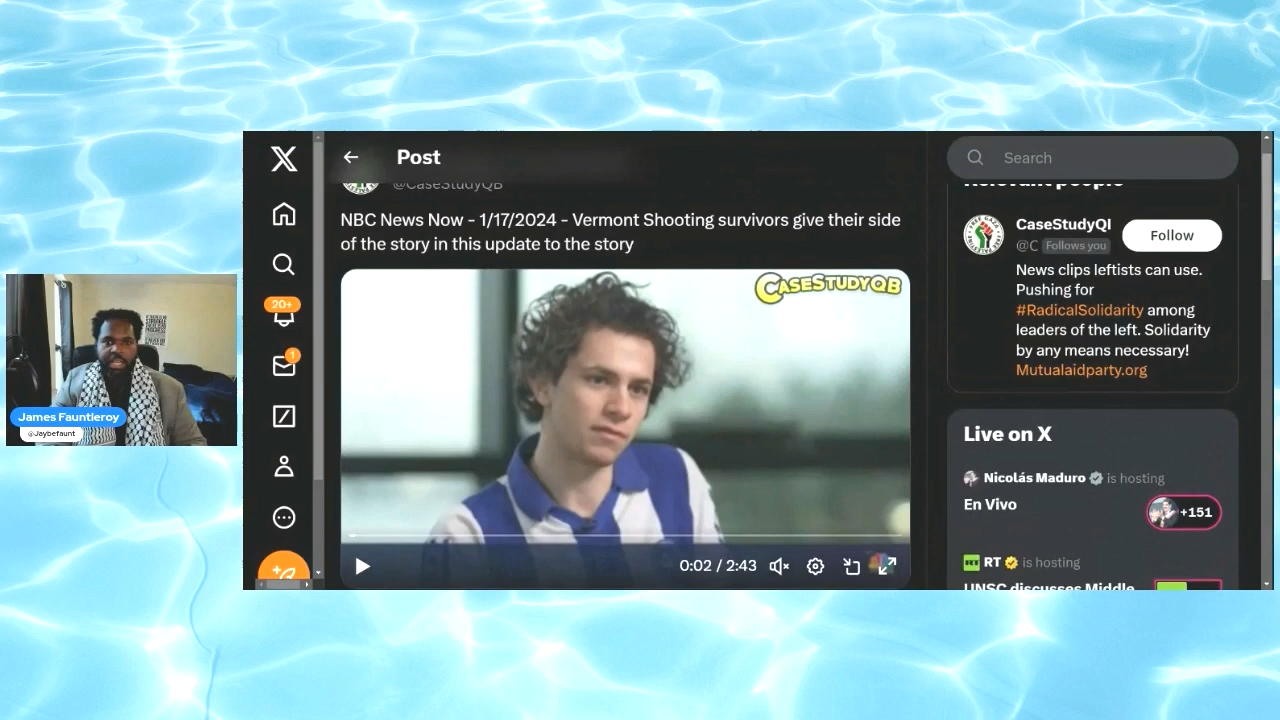 Post
Search
@CaseStudyQB
Relevant people
NBC News Now - 1/17/2024 - Vermont Shooting survivors give their side
of the story in this update to the story
CASESTUDYQB
CaseStudyQI
@C Follows you
Follow
News clips leftists can use.
Pushing for
#RadicalSolidarity among
leaders of the left. Solidarity
by any means necessary!
Mutualaidparty.org
20+
1
James Fauntleroy
@Jaybefaunt
Live on X
Nicolás Maduro is hosting
En Vivo
+151
RT RT is hosting
UNSC discusses Middle
0:02 / 2:43